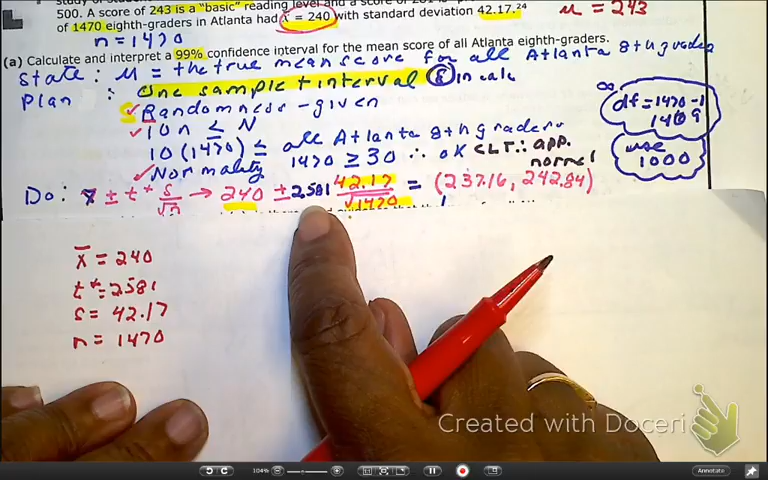 500. A score of 243 is a "basic" reading level and a score of 281
of 1470 eighth-graders in Atlanta had x̄ = 240 with standard deviation 42.17.²⁴
μ = 243
n = 1470
(a) Calculate and interpret a 99% confidence interval for the mean score of all Atlanta eighth-graders.
State : μ = the true mean score for all Atlanta 8th grader
Plan : One sample t interval 8 in calc
Randomness - given
10n ≤ N
10(1470) ≤ all Atlanta 8th graders
Normality 1470 ≥ 30 ∴ OK CLT ∴ app. normal
df = 1470 - 1
1469
use
1000
Do: x̄ ± t* s/√n → 240 ± 2.581 42.17/√1470 = (237.16, 242.84)
x̄ = 240
t* = 2.581
s = 42.17
n = 1470
Created with Doceri
104%
Annotate